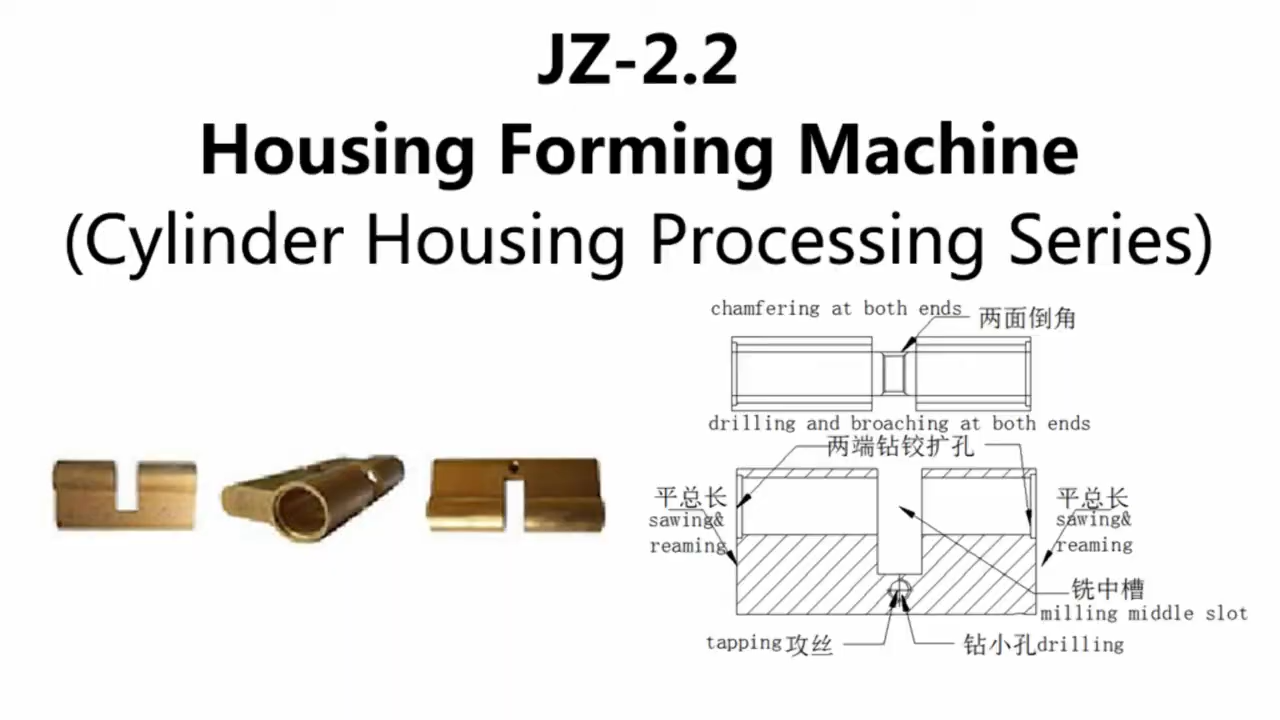 JZ-2.2
Housing Forming Machine
(Cylinder Housing Processing Series)
chamfering at both ends 两面倒角
drilling and broaching at both ends
两端钻铰扩孔
平总长
sawing&
reaming
平总长
sawing&
reaming
铣中槽
milling middle slot
tapping攻丝
钻小孔drilling